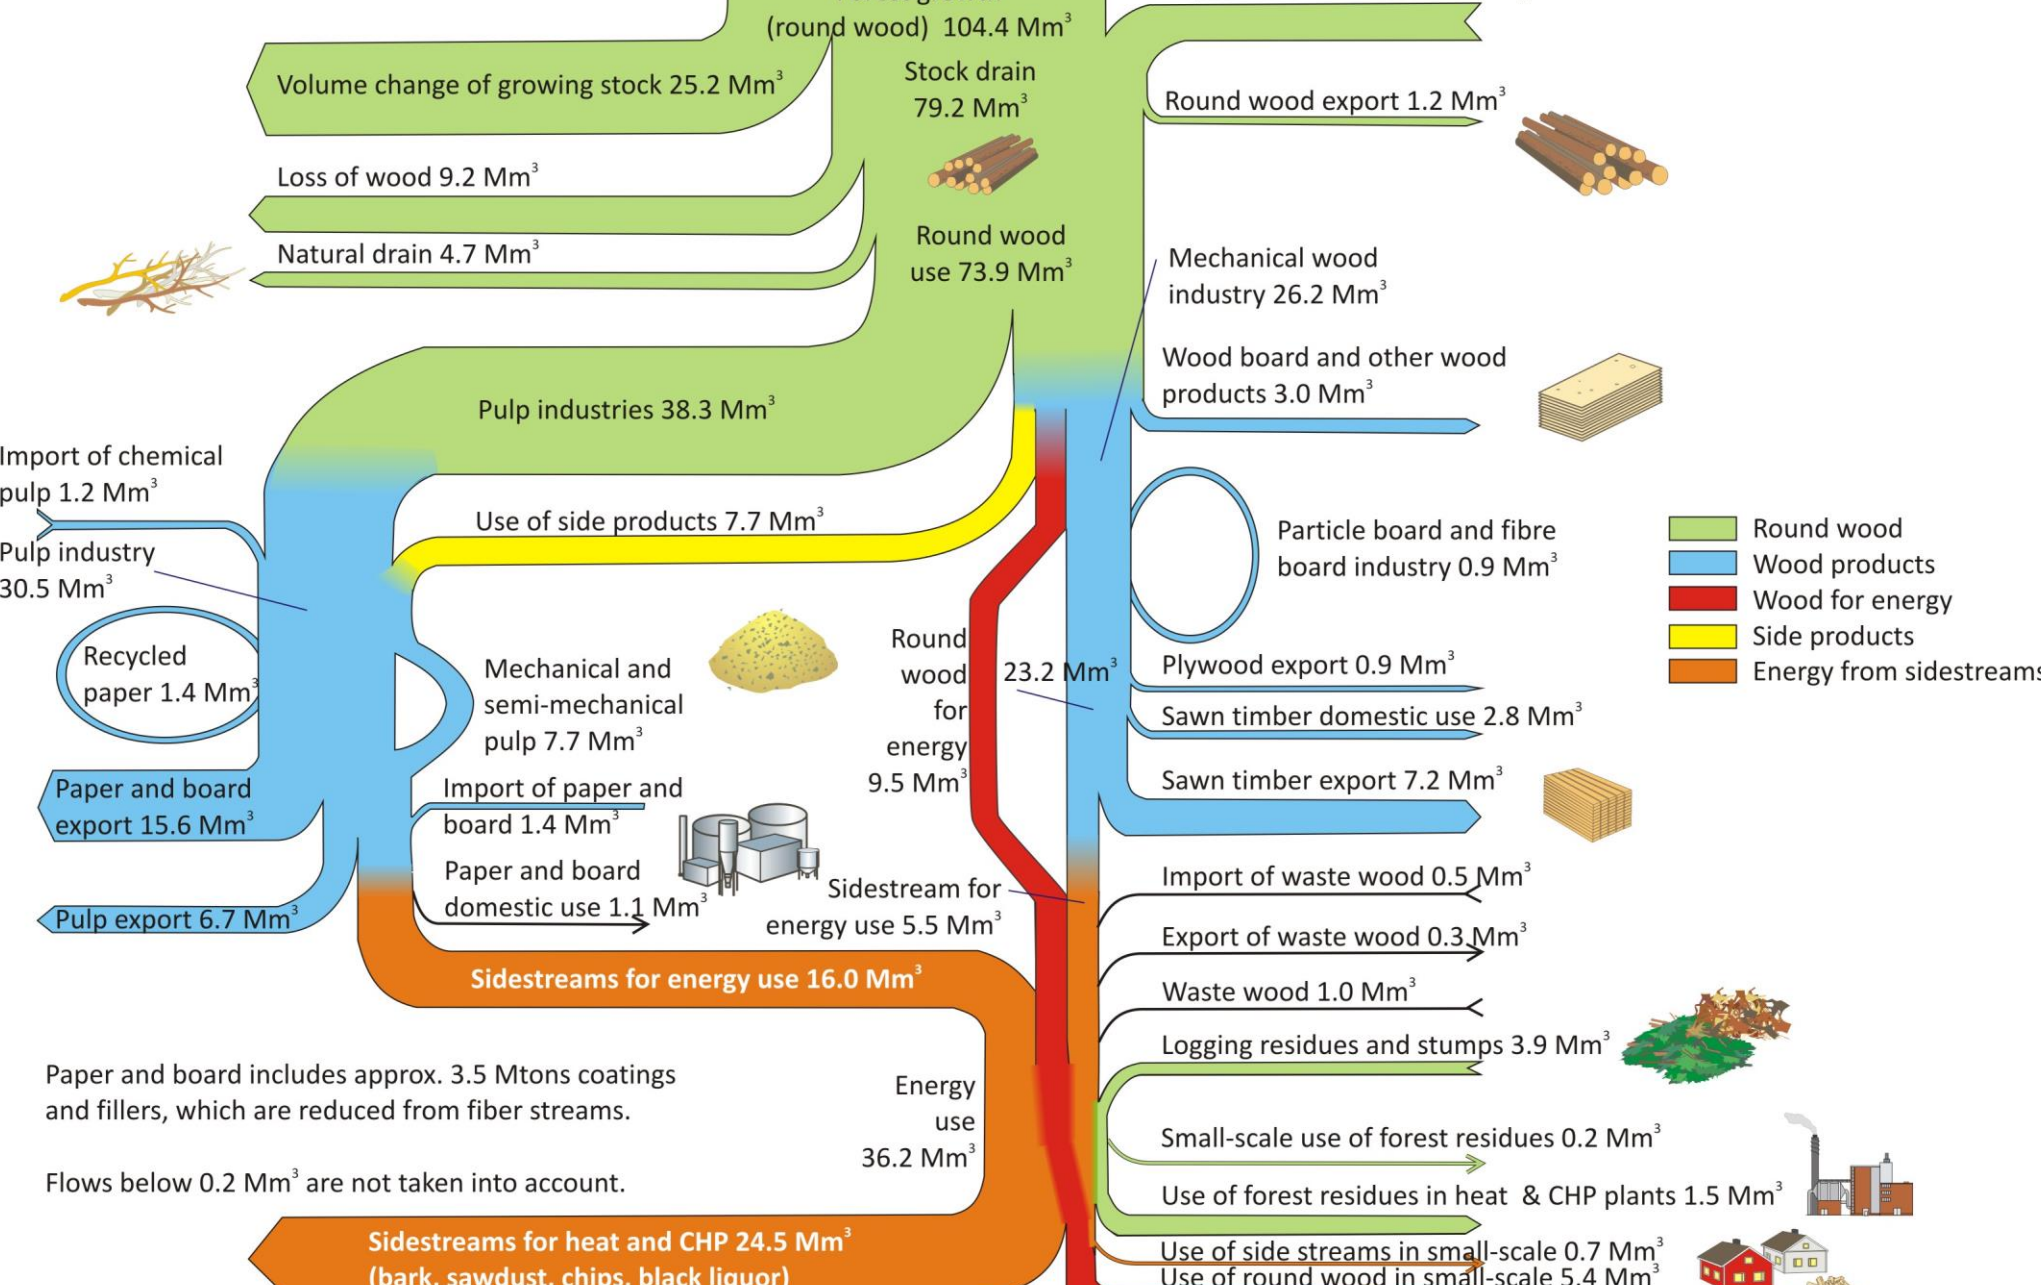 (round wood) 104.4 Mm³
Volume change of growing stock 25.2 Mm³
Stock drain
79.2 Mm³
Round wood export 1.2 Mm³
Loss of wood 9.2 Mm³
Natural drain 4.7 Mm³
Round wood
use 73.9 Mm³
Mechanical wood
industry 26.2 Mm³
Wood board and other wood
products 3.0 Mm³
Pulp industries 38.3 Mm³
Import of chemical
pulp 1.2 Mm³
Use of side products 7.7 Mm³
Pulp industry
30.5 Mm³
Particle board and fibre
board industry 0.9 Mm³
Round wood
Wood products
Wood for energy
Side products
Energy from sidestreams
Recycled
paper 1.4 Mm³
Mechanical and
semi-mechanical
pulp 7.7 Mm³
Round
wood
for
energy
9.5 Mm³
23.2 Mm³
Plywood export 0.9 Mm³
Sawn timber domestic use 2.8 Mm³
Sawn timber export 7.2 Mm³
Paper and board
export 15.6 Mm³
Import of paper and
board 1.4 Mm³
Paper and board
domestic use 1.1 Mm³
Pulp export 6.7 Mm³
Sidestream for
energy use 5.5 Mm³
Import of waste wood 0.5 Mm³
Export of waste wood 0.3 Mm³
Waste wood 1.0 Mm³
Sidestreams for energy use 16.0 Mm³
Logging residues and stumps 3.9 Mm³
Paper and board includes approx. 3.5 Mtons coatings
and fillers, which are reduced from fiber streams.
Flows below 0.2 Mm³ are not taken into account.
Energy
use
36.2 Mm³
Small-scale use of forest residues 0.2 Mm³
Use of forest residues in heat & CHP plants 1.5 Mm³
Sidestreams for heat and CHP 24.5 Mm³
(bark, sawdust, chips, black liquor)
Use of side streams in small-scale 0.7 Mm³
Use of round wood in small-scale 5.4 Mm³